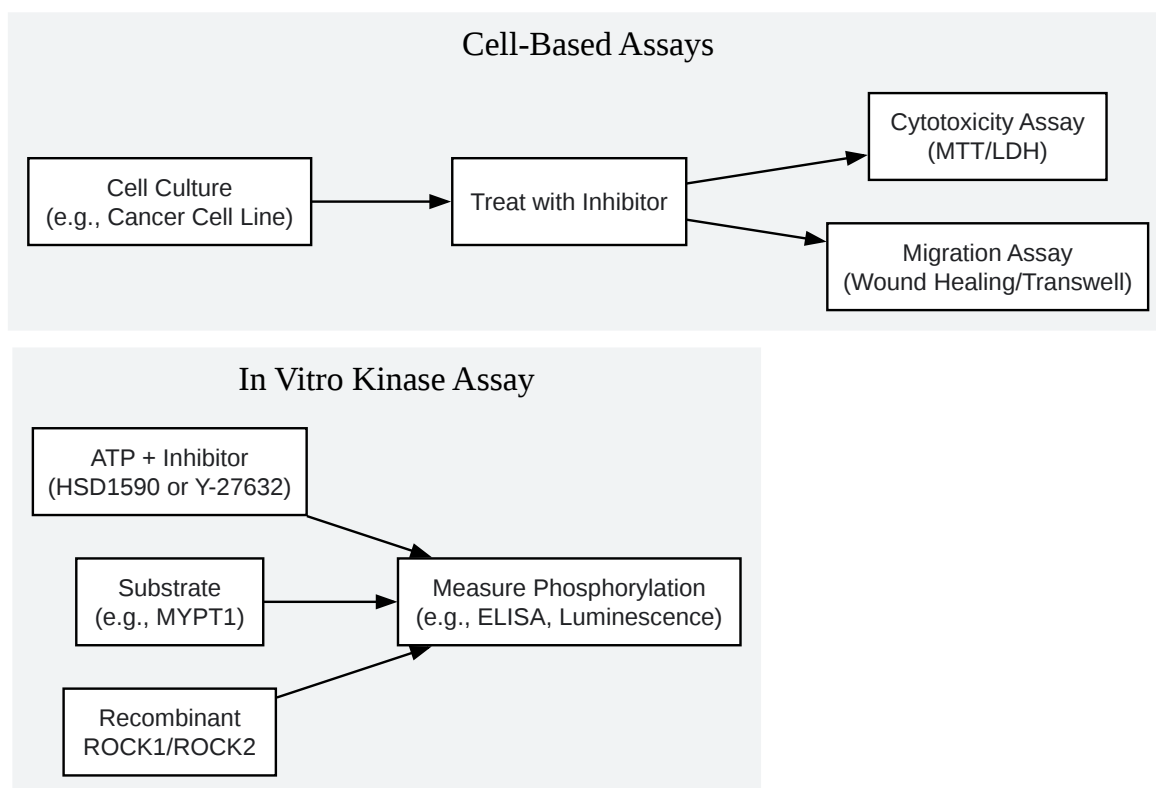 Cell-Based Assays
Cell Culture
(e.g., Cancer Cell Line)
Treat with Inhibitor
Cytotoxicity Assay
(MTT/LDH)
Migration Assay
(Wound Healing/Transwell)
In Vitro Kinase Assay
ATP + Inhibitor
(HSD1590 or Y-27632)
Substrate
(e.g., MYPT1)
Recombinant
ROCK1/ROCK2
Measure Phosphorylation
(e.g., ELISA, Luminescence)